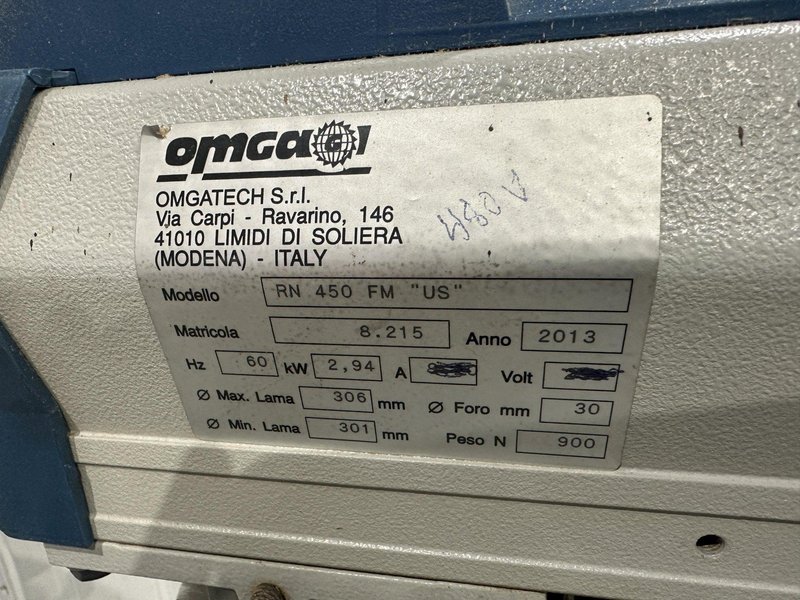 omga
G
OMGATECH S.r.l.
Via Carpi - Ravarino, 146
41010 LIMIDI DI SOLIERA
(MODENA) - ITALY
Modello RN 450 FM "US"
Matricola 8.215 Anno 2013
Hz 60 kW 2,94 A Volt
Ø Max. Lama 306 mm Ø Foro mm 30
Ø Min. Lama 301 mm Peso N 900